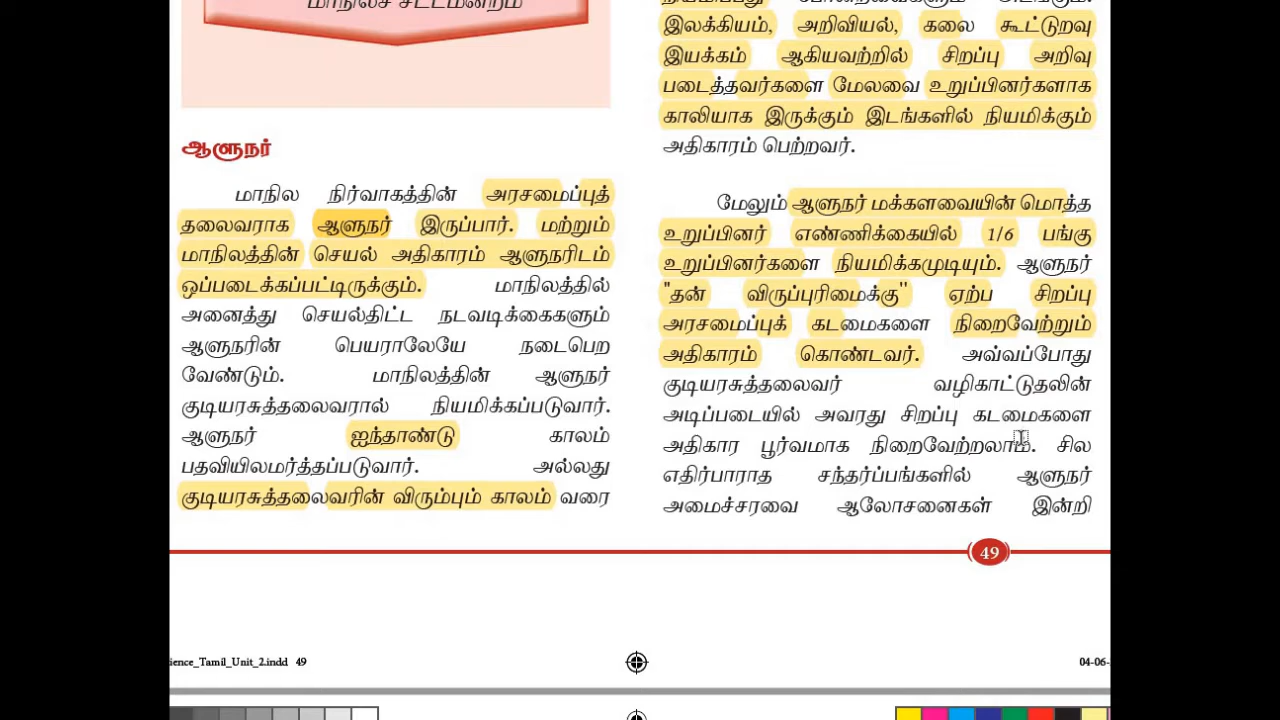 மாநிலச் சட்டமன்றம்
ஆளுநர்
மாநில நிர்வாகத்தின் அரசமைப்புத்
தலைவராக ஆளுநர் இருப்பார். மற்றும்
மாநிலத்தின் செயல் அதிகாரம் ஆளுநரிடம்
ஒப்படைக்கப்பட்டிருக்கும். மாநிலத்தில்
அனைத்து செயல்திட்ட நடவடிக்கைகளும்
ஆளுநரின் பெயராலேயே நடைபெற
வேண்டும். மாநிலத்தின் ஆளுநர்
குடியரசுத்தலைவரால் நியமிக்கப்படுவார்.
ஆளுநர் ஐந்தாண்டு காலம்
பதவியிலமர்த்தப்படுவார். அல்லது
குடியரசுத்தலைவரின் விரும்பும் காலம் வரை
இலக்கியம், அறிவியல், கலை கூட்டுறவு
இயக்கம் ஆகியவற்றில் சிறப்பு அறிவு
படைத்தவர்களை மேலவை உறுப்பினர்களாக
காலியாக இருக்கும் இடங்களில் நியமிக்கும்
அதிகாரம் பெற்றவர்.
மேலும் ஆளுநர் மக்களவையின் மொத்த
உறுப்பினர் எண்ணிக்கையில் 1/6 பங்கு
உறுப்பினர்களை நியமிக்கமுடியும். ஆளுநர்
"தன் விருப்புரிமைக்கு" ஏற்ப சிறப்பு
அரசமைப்புக் கடமைகளை நிறைவேற்றும்
அதிகாரம் கொண்டவர். அவ்வப்போது
குடியரசுத்தலைவர் வழிகாட்டுதலின்
அடிப்படையில் அவரது சிறப்பு கடமைகளை
அதிகார பூர்வமாக நிறைவேற்றலாம். சில
எதிர்பாராத சந்தர்ப்பங்களில் ஆளுநர்
அமைச்சரவை ஆலோசனைகள் இன்றி
49
ience_Tamil_Unit_2.indd 49
04-06-